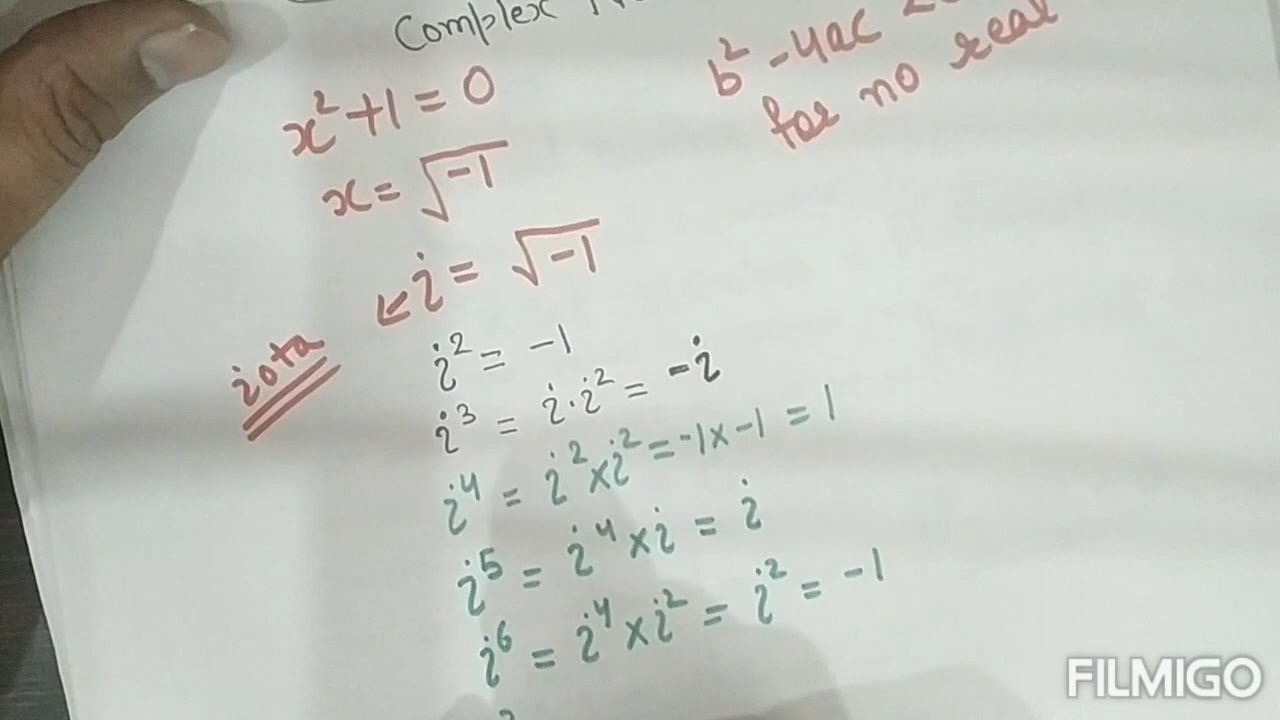 Complex
b² - 4ac <
for no real
x² + 1 = 0
x = √-1
i = √-1
iota
i² = -1
i³ = i · i² = -i
i⁴ = i² × i² = -1 × -1 = 1
i⁵ = i⁴ × i = i
i⁶ = i⁴ × i² = i² = -1
FILMIGO